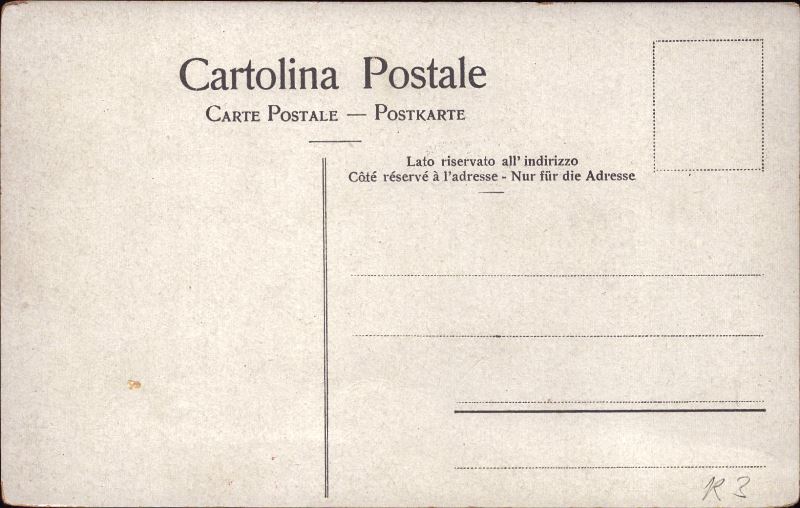 Cartolina Postale
CARTE POSTALE — POSTKARTE
Lato riservato all' indirizzo
Côté réservé à l'adresse - Nur für die Adresse
R 3